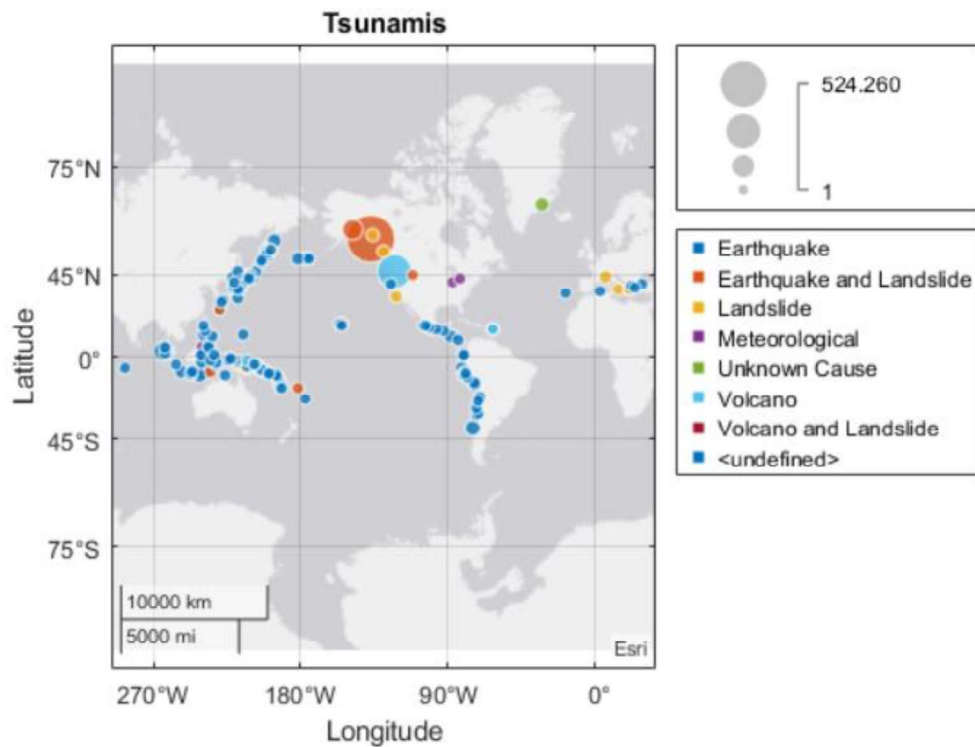 Tsunamis
75°N
45°N
0°
45°S
75°S
Latitude
10000 km
5000 mi
Esri
270°W
180°W
90°W
0°
Longitude
524.260
1
Earthquake
Earthquake and Landslide
Landslide
Meteorological
Unknown Cause
Volcano
Volcano and Landslide
<undefined>